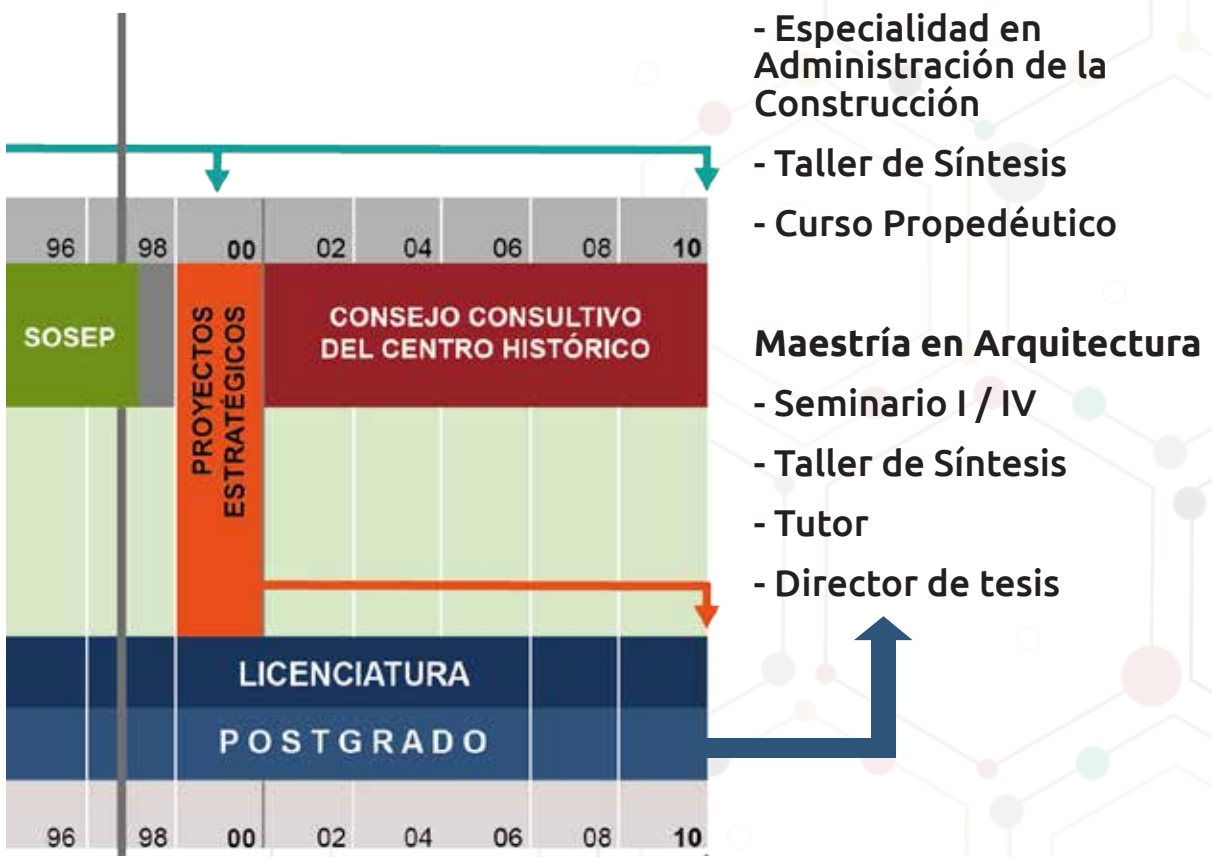 - Especialidad en
Administración de la
Construcción
- Taller de Síntesis
- Curso Propedéutico
96 98 00 02 04 06 08 10
SOSEP
PROYECTOS
ESTRATÉGICOS
CONSEJO CONSULTIVO
DEL CENTRO HISTÓRICO
Maestría en Arquitectura
- Seminario I / IV
- Taller de Síntesis
- Tutor
- Director de tesis
LICENCIATURA
POSTGRADO
96 98 00 02 04 06 08 10